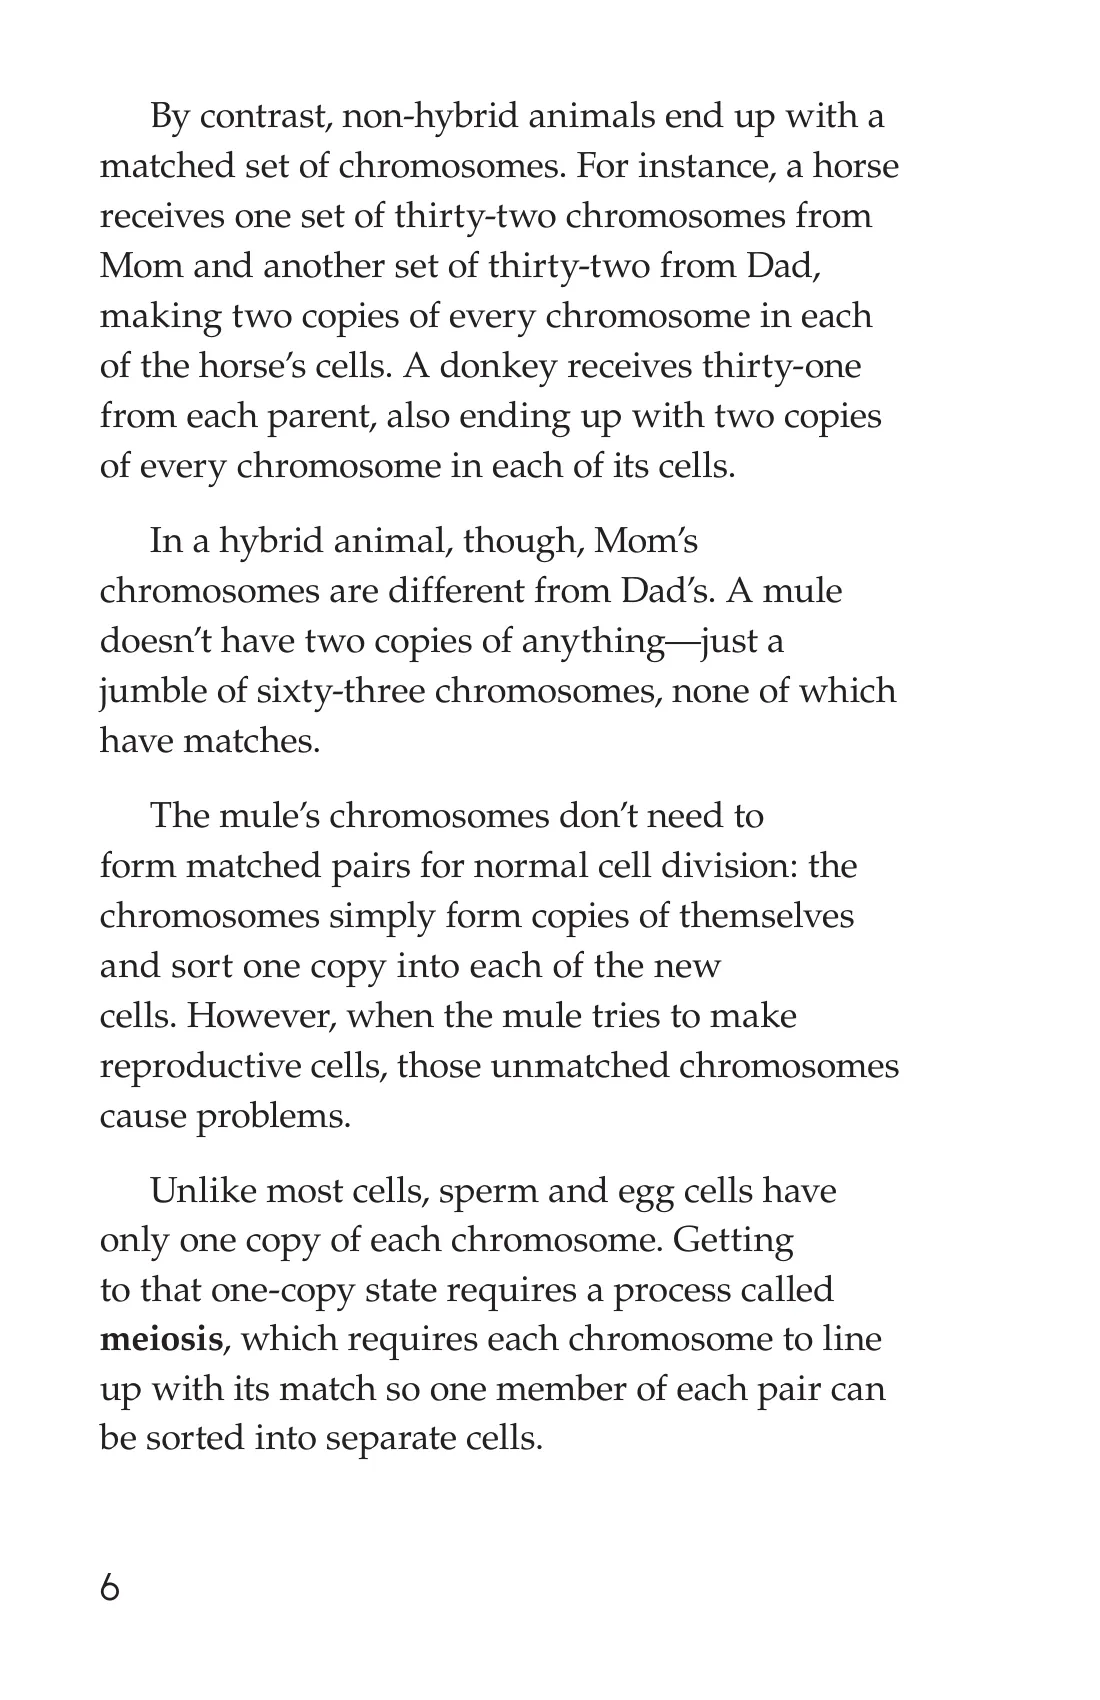 By contrast, non-hybrid animals end up with a
matched set of chromosomes. For instance, a horse
receives one set of thirty-two chromosomes from
Mom and another set of thirty-two from Dad,
making two copies of every chromosome in each
of the horse’s cells. A donkey receives thirty-one
from each parent, also ending up with two copies
of every chromosome in each of its cells.
In a hybrid animal, though, Mom’s
chromosomes are different from Dad’s. A mule
doesn’t have two copies of anything—just a
jumble of sixty-three chromosomes, none of which
have matches.
The mule’s chromosomes don’t need to
form matched pairs for normal cell division: the
chromosomes simply form copies of themselves
and sort one copy into each of the new
cells. However, when the mule tries to make
reproductive cells, those unmatched chromosomes
cause problems.
Unlike most cells, sperm and egg cells have
only one copy of each chromosome. Getting
to that one-copy state requires a process called
meiosis, which requires each chromosome to line
up with its match so one member of each pair can
be sorted into separate cells.
6